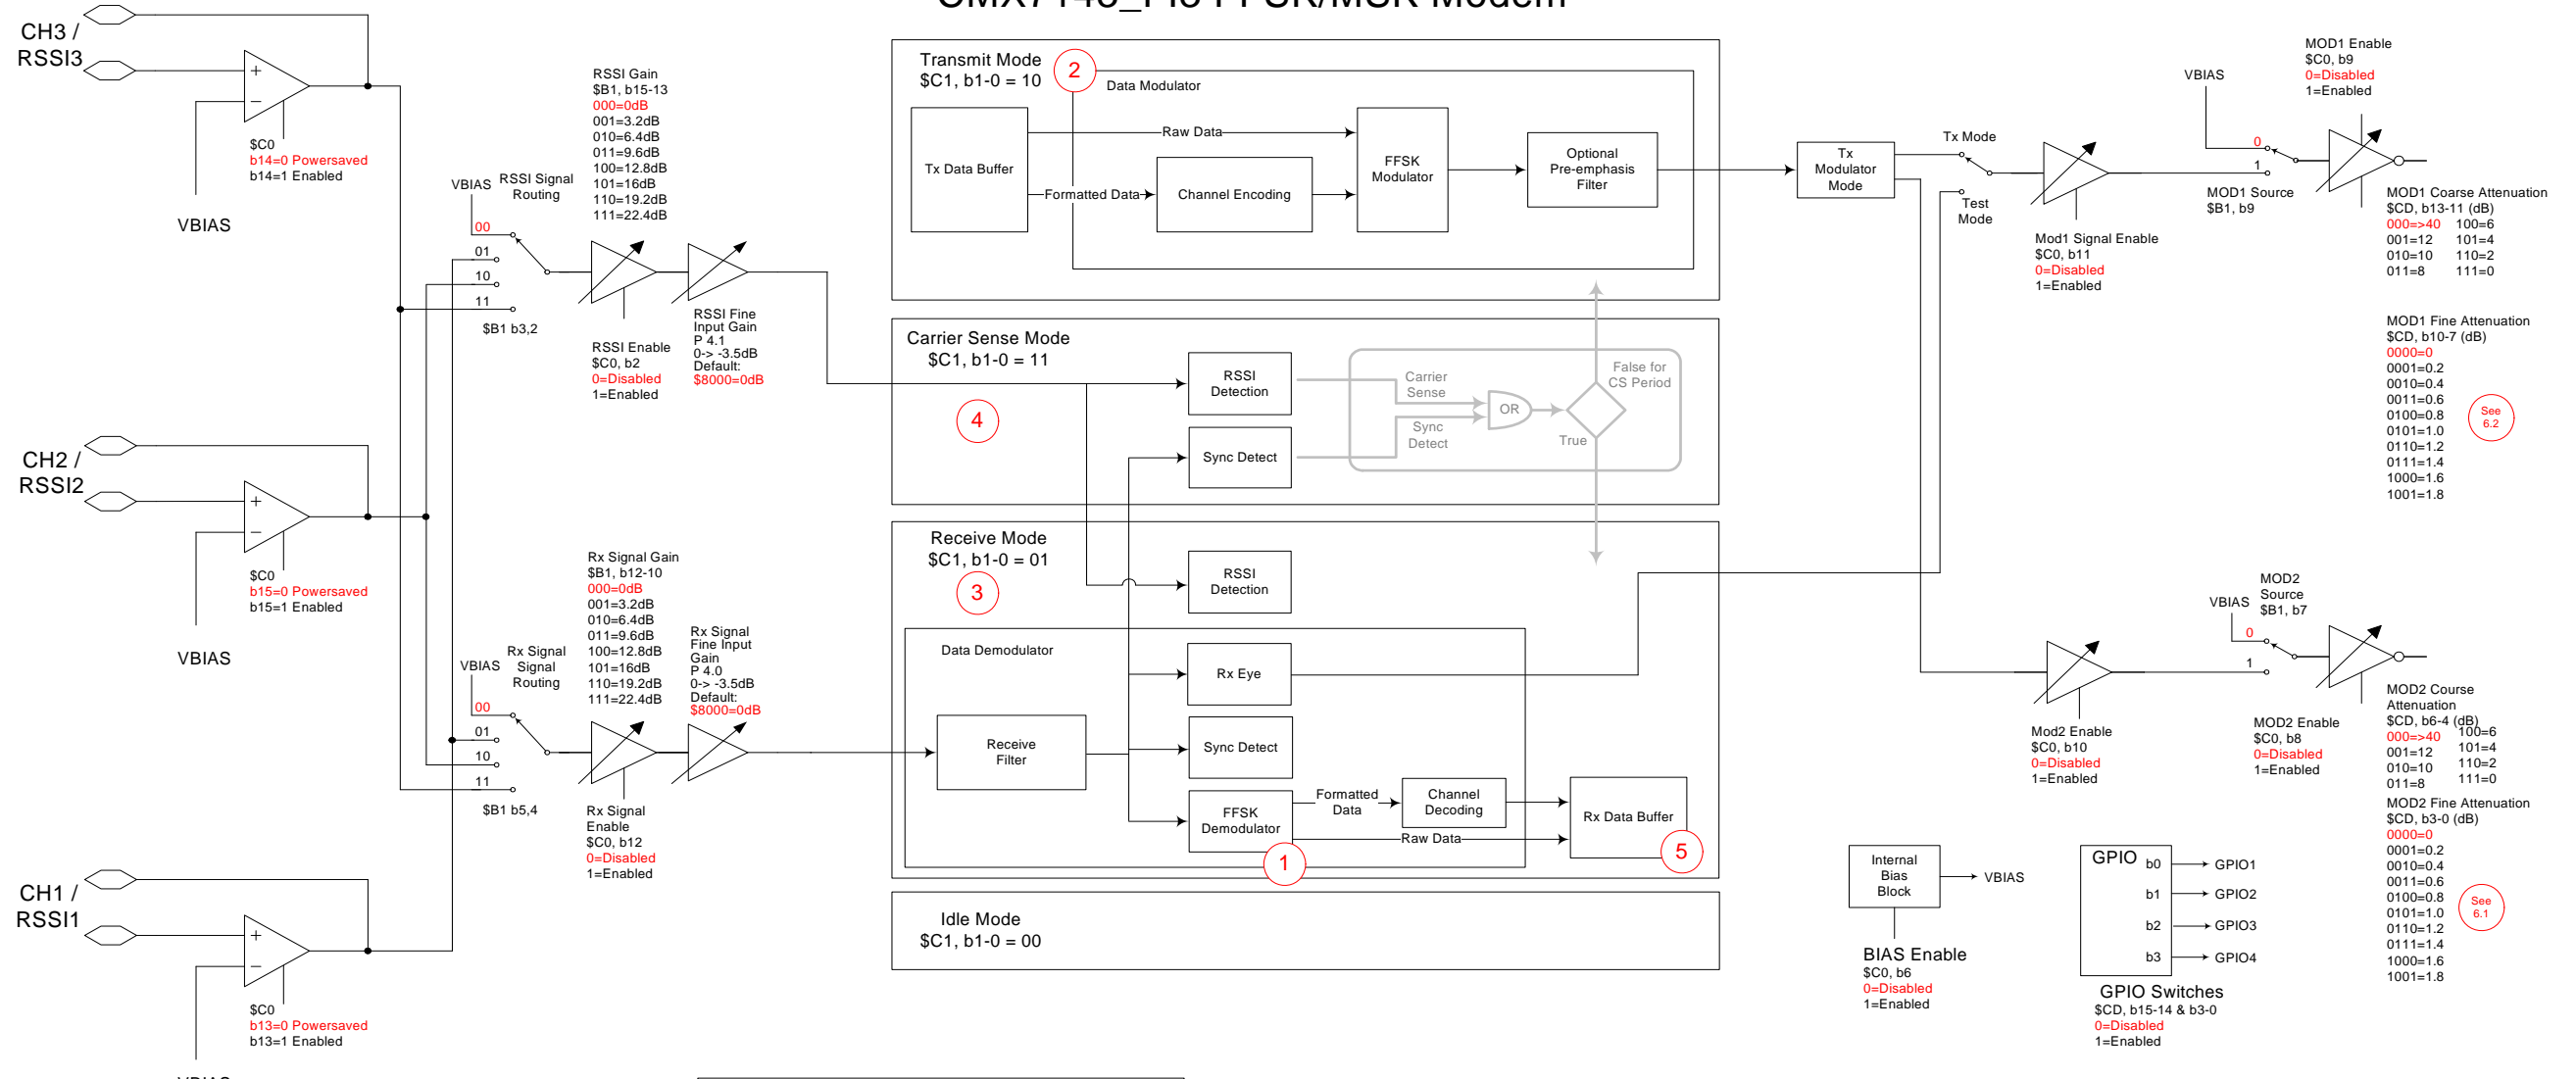 CH3 /
RSSI3
+
−
$C0
b14=0 Powersaved
b14=1 Enabled
VBIAS
CH2 /
RSSI2
+
−
$C0
b15=0 Powersaved
b15=1 Enabled
VBIAS
CH1 /
RSSI1
+
−
$C0
b13=0 Powersaved
b13=1 Enabled
RSSI Gain
$B1, b15-13
000=0dB
001=3.2dB
010=6.4dB
011=9.6dB
100=12.8dB
101=16dB
110=19.2dB
111=22.4dB
VBIAS
RSSI Signal
Routing
00
01
10
11
$B1 b3,2
RSSI Enable
$C0, b2
0=Disabled
1=Enabled
RSSI Fine
Input Gain
P 4.1
0-> -3.5dB
Default:
$8000=0dB
Rx Signal Gain
$B1, b12-10
000=0dB
001=3.2dB
010=6.4dB
011=9.6dB
100=12.8dB
101=16dB
110=19.2dB
111=22.4dB
VBIAS
Rx Signal
Signal
Routing
00
01
10
11
$B1 b5,4
Rx Signal
Fine Input
Gain
P 4.0
0-> -3.5dB
Default:
$8000=0dB
Rx Signal
Enable
$C0, b12
0=Disabled
1=Enabled
Transmit Mode
$C1, b1-0 = 10
2
Data Modulator
Tx Data Buffer
Raw Data
Formatted Data
Channel Encoding
FFSK
Modulator
Optional
Pre-emphasis
Filter
Carrier Sense Mode
$C1, b1-0 = 11
4
RSSI
Detection
Sync Detect
Carrier
Sense
Sync
Detect
OR
False for
CS Period
True
Receive Mode
$C1, b1-0 = 01
3
RSSI
Detection
Data Demodulator
Receive
Filter
Rx Eye
Sync Detect
FFSK
Demodulator
1
Formatted
Data
Raw Data
Channel
Decoding
Rx Data Buffer
5
Idle Mode
$C1, b1-0 = 00
Tx
Modulator
Mode
Tx Mode
Test
Mode
Mod1 Signal Enable
$C0, b11
0=Disabled
1=Enabled
VBIAS
0
1
MOD1 Source
$B1, b9
MOD1 Enable
$C0, b9
0=Disabled
1=Enabled
MOD1 Coarse Attenuation
$CD, b13-11 (dB)
000=>40 100=6
001=12 101=4
010=10 110=2
011=8 111=0
MOD1 Fine Attenuation
$CD, b10-7 (dB)
0000=0
0001=0.2
0010=0.4
0011=0.6
0100=0.8
0101=1.0
0110=1.2
0111=1.4
1000=1.6
1001=1.8
See
6.2
Mod2 Enable
$C0, b10
0=Disabled
1=Enabled
MOD2
Source
$B1, b7
VBIAS
0
1
MOD2 Enable
$C0, b8
0=Disabled
1=Enabled
MOD2 Course
Attenuation
$CD, b6-4 (dB)
000=>40 100=6
001=12 101=4
010=10 110=2
011=8 111=0
MOD2 Fine Attenuation
$CD, b3-0 (dB)
0000=0
0001=0.2
0010=0.4
0011=0.6
0100=0.8
0101=1.0
0110=1.2
0111=1.4
1000=1.6
1001=1.8
See
6.1
Internal
Bias
Block
VBIAS
BIAS Enable
$C0, b6
0=Disabled
1=Enabled
GPIO
b0
GPIO1
b1
GPIO2
b2
GPIO3
b3
GPIO4
GPIO Switches
$CD, b15-14 & b3-0
0=Disabled
1=Enabled